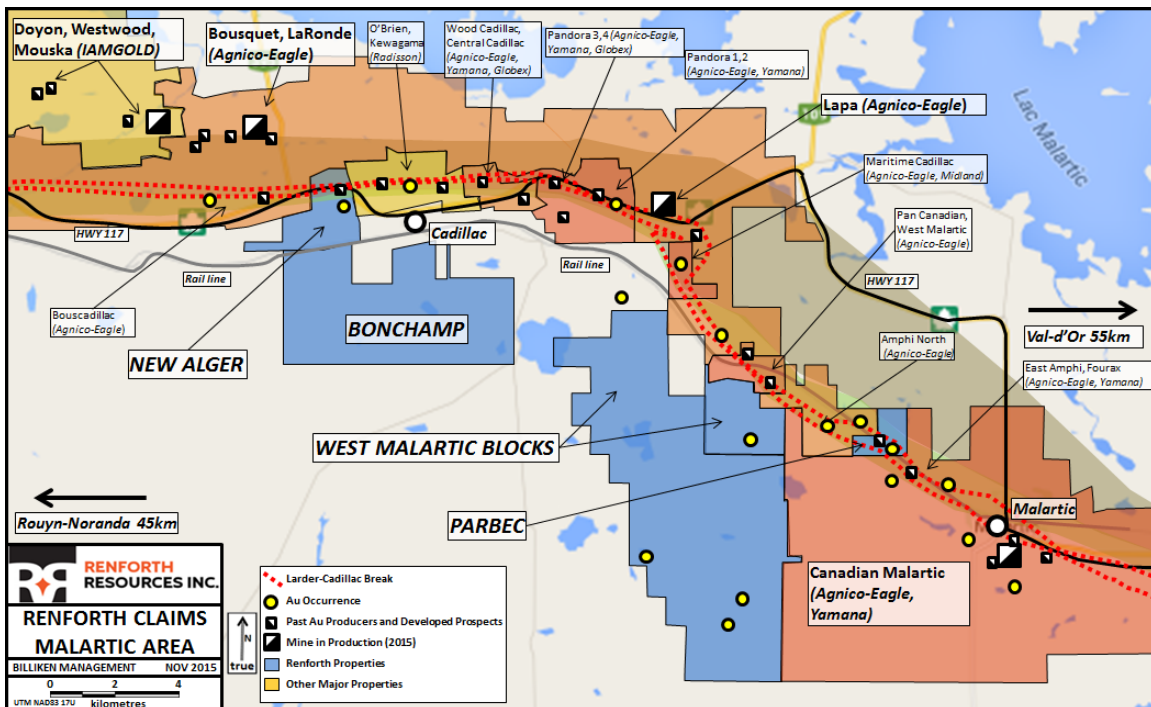 Doyon, Westwood,
Mouska (IAMGOLD)
Bousquet, LaRonde
(Agnico-Eagle)
O'Brien,
Kewagama
(Radisson)
Wood Cadillac,
Central Cadillac
(Agnico-Eagle,
Yamana, Globex)
Pandora 3,4 (Agnico-Eagle,
Yamana, Globex)
Pandora 1,2
(Agnico-Eagle, Yamana)
Lapa (Agnico-Eagle)
Lac Malartic
Maritime Cadillac
(Agnico-Eagle, Midland)
Pan Canadian,
West Malartic
(Agnico-Eagle)
HWY 117
Cadillac
Rail line
Rail line
HWY 117
Bouscadillac
(Agnico-Eagle)
NEW ALGER
BONCHAMP
Val-d'Or 55km
Amphi North
(Agnico-Eagle)
East Amphi, Fourax
(Agnico-Eagle, Yamana)
WEST MALARTIC BLOCKS
Rouyn-Noranda 45km
PARBEC
Malartic
Canadian Malartic
(Agnico-Eagle,
Yamana)
RENFORTH
RESOURCES INC.
RENFORTH CLAIMS
MALARTIC AREA
BILLIKEN MANAGEMENT NOV 2015
0 2 4
UTM NAD83 17U kilometres
N
true
Larder-Cadillac Break
Au Occurrence
Past Au Producers and Developed Prospects
Mine in Production (2015)
Renforth Properties
Other Major Properties